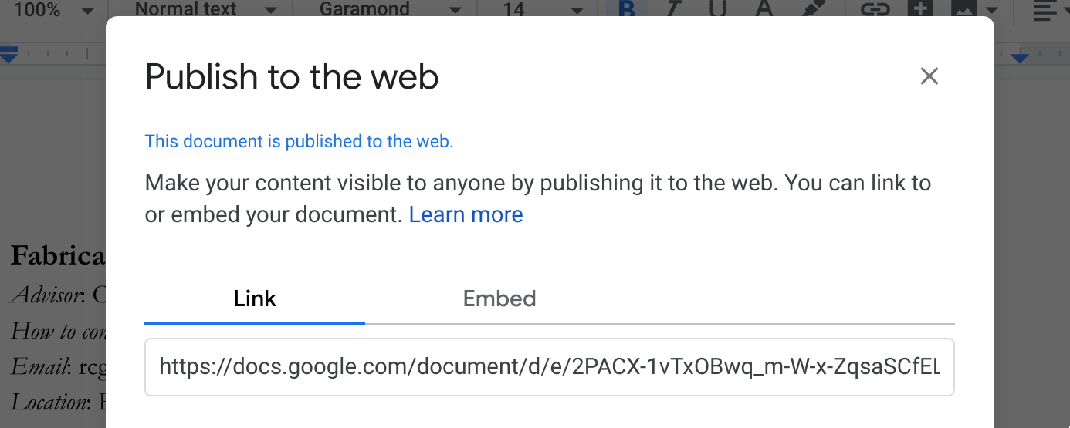 100% Normal text Garamond 14 B I U A
Publish to the web
This document is published to the web.
Make your content visible to anyone by publishing it to the web. You can link to
or embed your document. Learn more
Link Embed
https://docs.google.com/document/d/e/2PACX-1vTxOBwq_m-W-x-ZqsaSCfEL
Fabrica
Advisor: C
How to con
Email: rcg
Location: